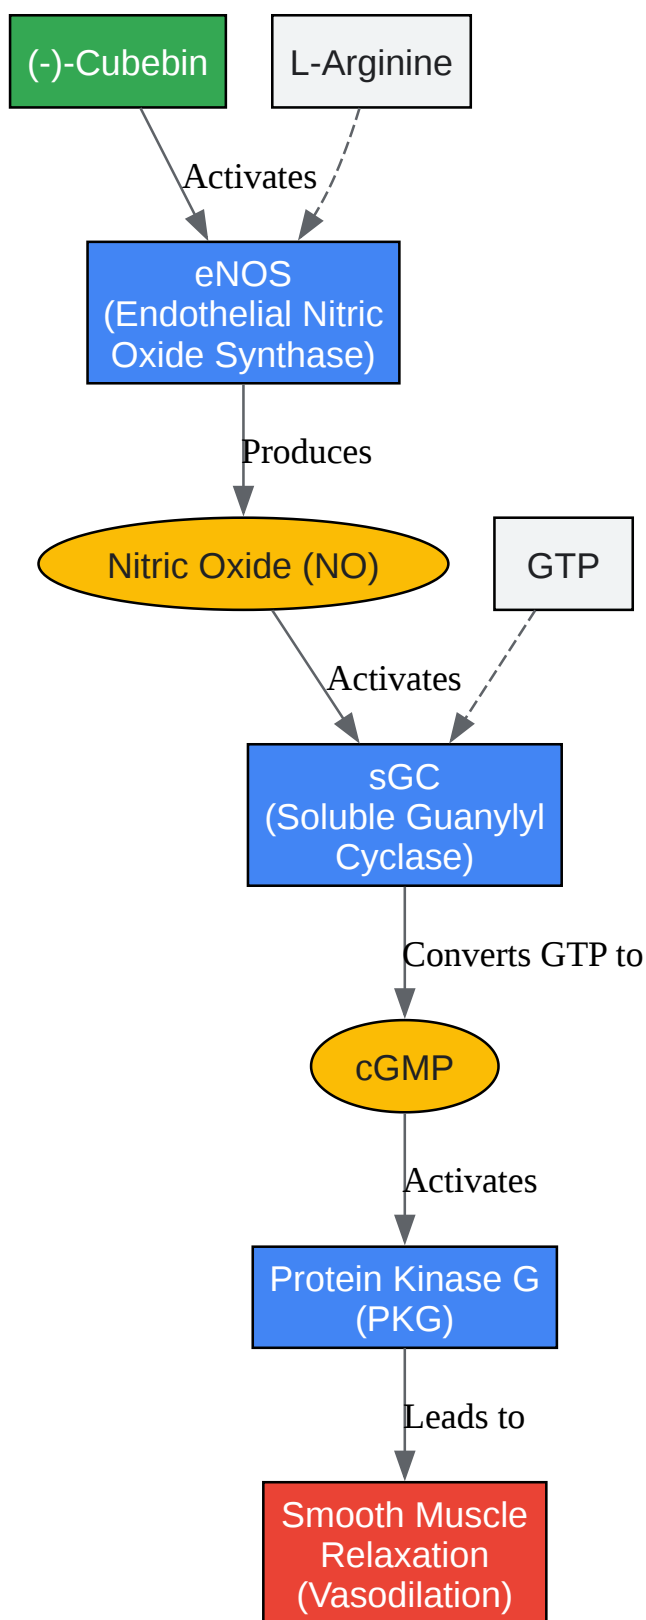 (-)-Cubebin
L-Arginine
Activates
eNOS
(Endothelial Nitric
Oxide Synthase)
Produces
Nitric Oxide (NO)
GTP
Activates
sGC
(Soluble Guanylyl
Cyclase)
Converts GTP to
cGMP
Activates
Protein Kinase G
(PKG)
Leads to
Smooth Muscle
Relaxation
(Vasodilation)